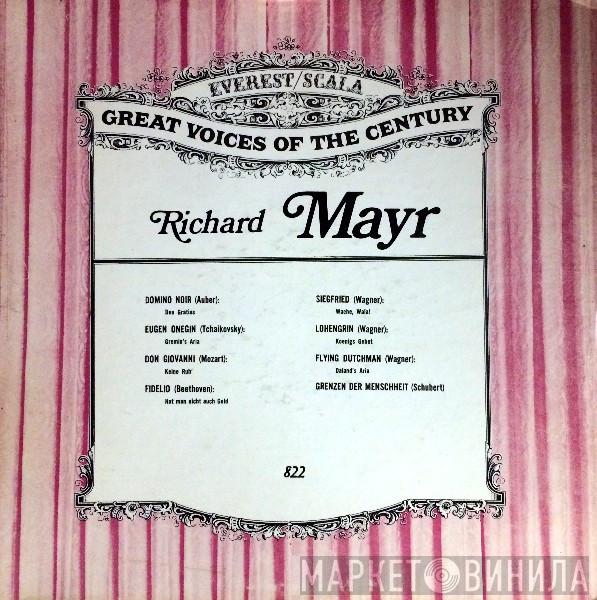 EVEREST/SCALA
GREAT VOICES OF THE CENTURY
Richard Mayr
DOMINO NOIR (Auber):
Deo Gratias
EUGEN ONEGIN (Tchaikovsky):
Gremin's Aria
DON GIOVANNI (Mozart):
Keine Ruh'
FIDELIO (Beethoven):
Hat man nicht auch Gold
SIEGFRIED (Wagner):
Wache, Wala!
LOHENGRIN (Wagner):
Koenigs Gebet
FLYING DUTCHMAN (Wagner):
Daland's Aria
GRENZEN DER MENSCHHEIT (Schubert)
822
МАРКЕТ ВИНИЛА